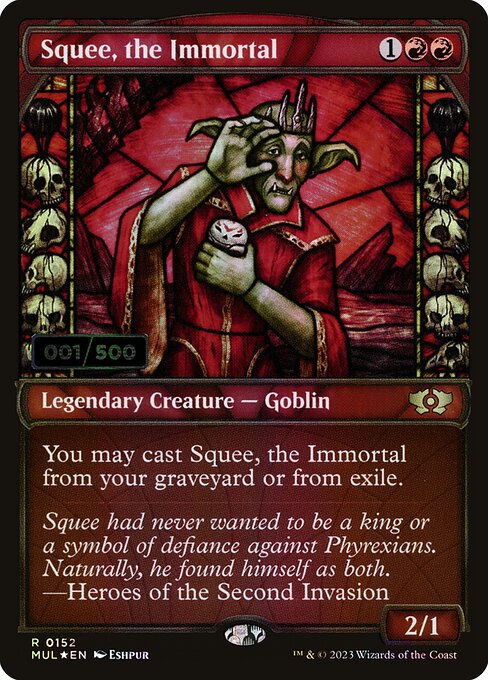 Squee, the Immortal 1
001/500
Legendary Creature — Goblin
You may cast Squee, the Immortal
from your graveyard or from exile.
Squee had never wanted to be a king or
a symbol of defiance against Phyrexians.
Naturally, he found himself as both.
—Heroes of the Second Invasion
2/1
R 0152
MUL★EN Eshpur
™ & © 2023 Wizards of the Coast